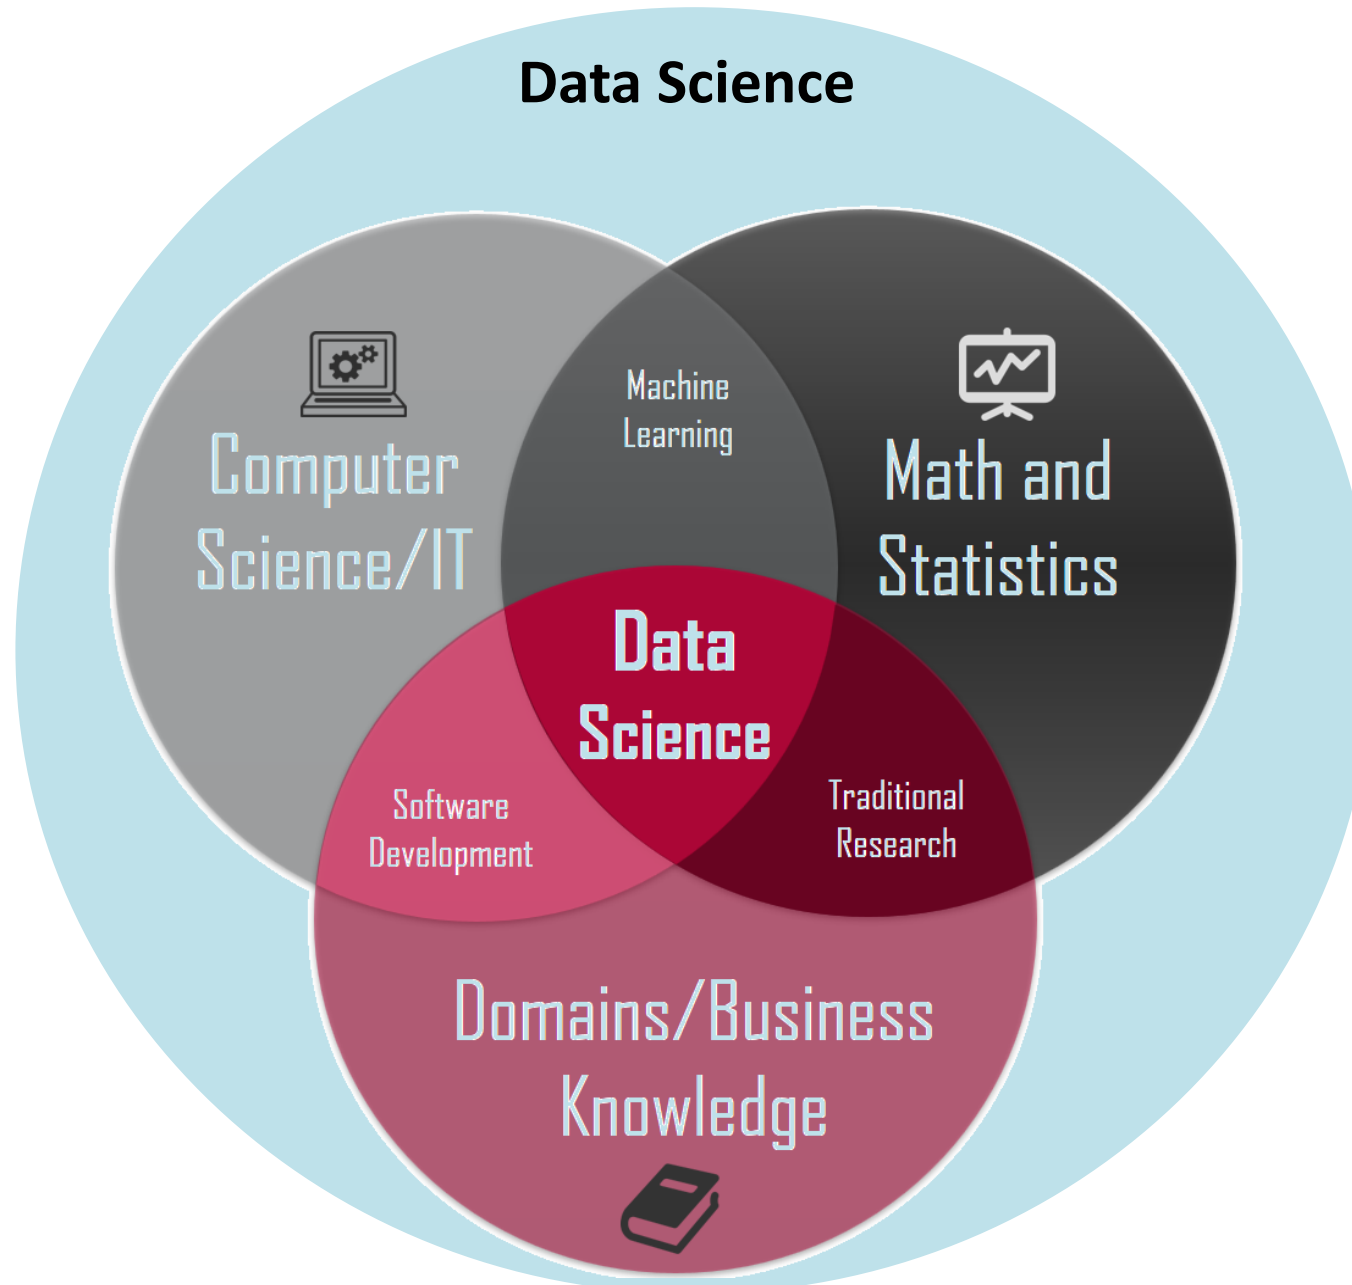 Data Science
Computer
Science/IT
Machine
Learning
Math and
Statistics
Data
Science
Software
Development
Traditional
Research
Domains/Business
Knowledge